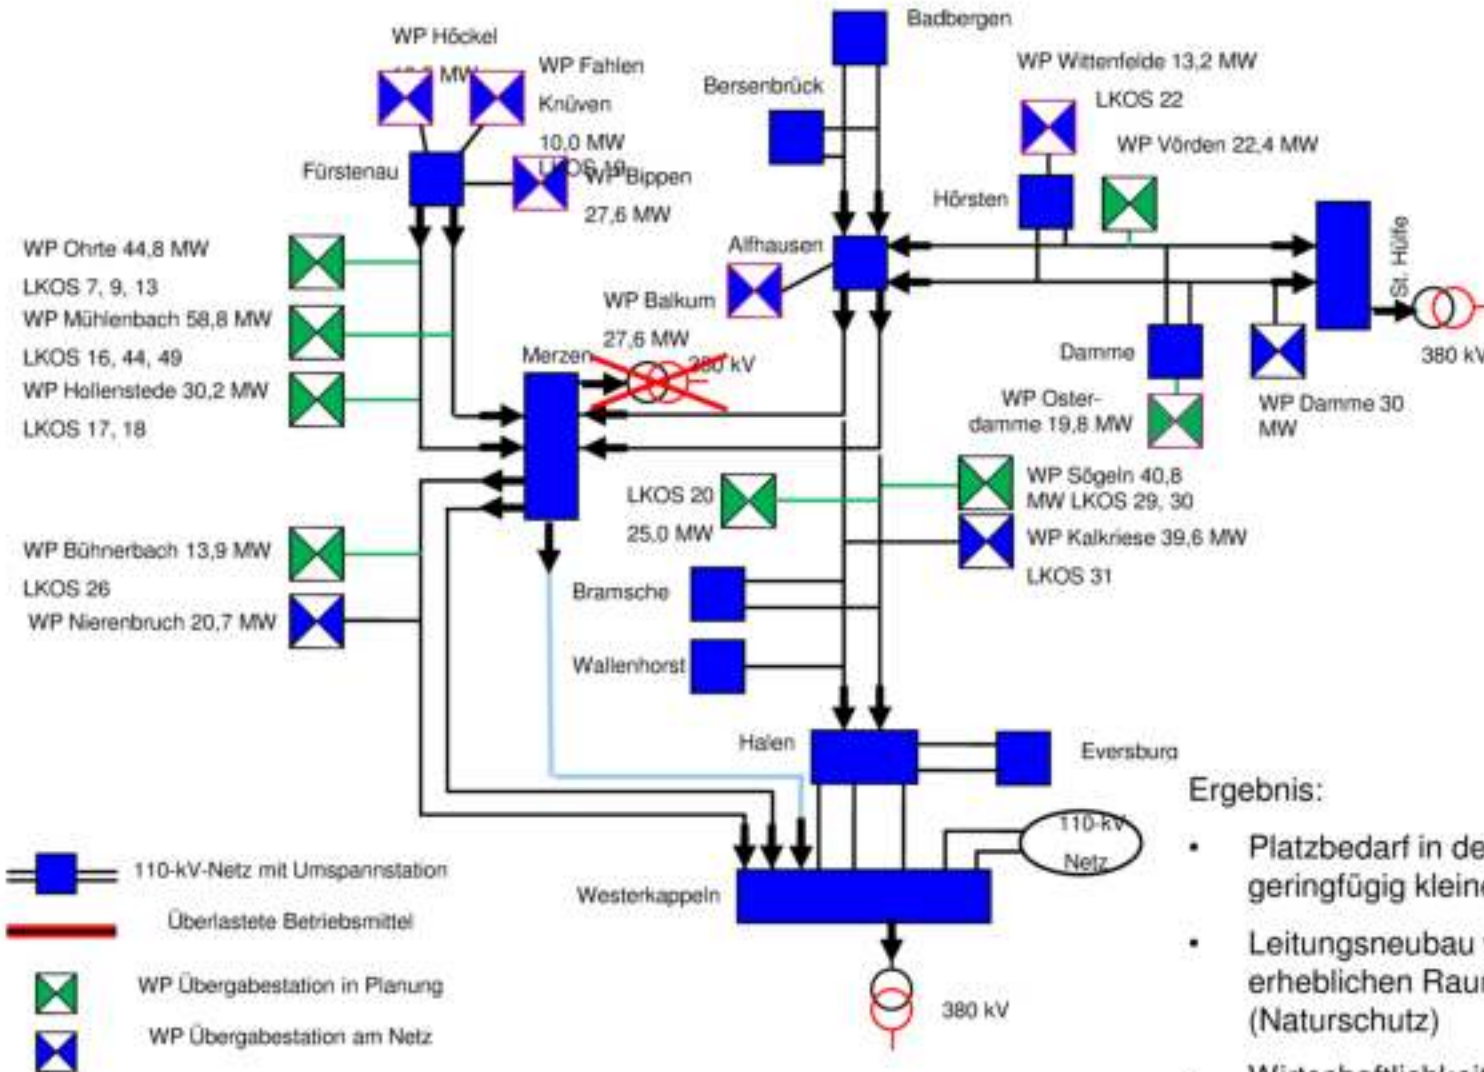 Badbergen
WP Höckel
MW
WP Fahlen
Knüven
10,0 MW
WP Bippen
27,6 MW
Fürstenau
Bersenbrück
WP Wittenfelde 13,2 MW
LKOS 22
WP Vörden 22,4 MW
Hörsten
Alfhausen
St. Hülfe
380 kV
WP Ohrte 44,8 MW
LKOS 7, 9, 13
WP Mühlenbach 58,8 MW
LKOS 16, 44, 49
WP Hollenstede 30,2 MW
LKOS 17, 18
WP Balkum
27,6 MW
Merzen
380 kV
Damme
WP Oster-
damme 19,8 MW
WP Damme 30
MW
LKOS 20
25,0 MW
WP Sögeln 40,8
MW LKOS 29, 30
WP Kalkriese 39,6 MW
LKOS 31
WP Bühnerbach 13,9 MW
LKOS 26
WP Nierenbruch 20,7 MW
Bramsche
Wallenhorst
Halen
Eversburg
110-kV
Netz
Westerkappeln
380 kV
110-kV-Netz mit Umspannstation
Überlastete Betriebsmittel
WP Übergabestation in Planung
WP Übergabestation am Netz
Ergebnis:
• Platzbedarf in de
geringfügig kleine
• Leitungsneubau
erheblichen Rau
(Naturschutz)
• Wirtschaftlichkeit